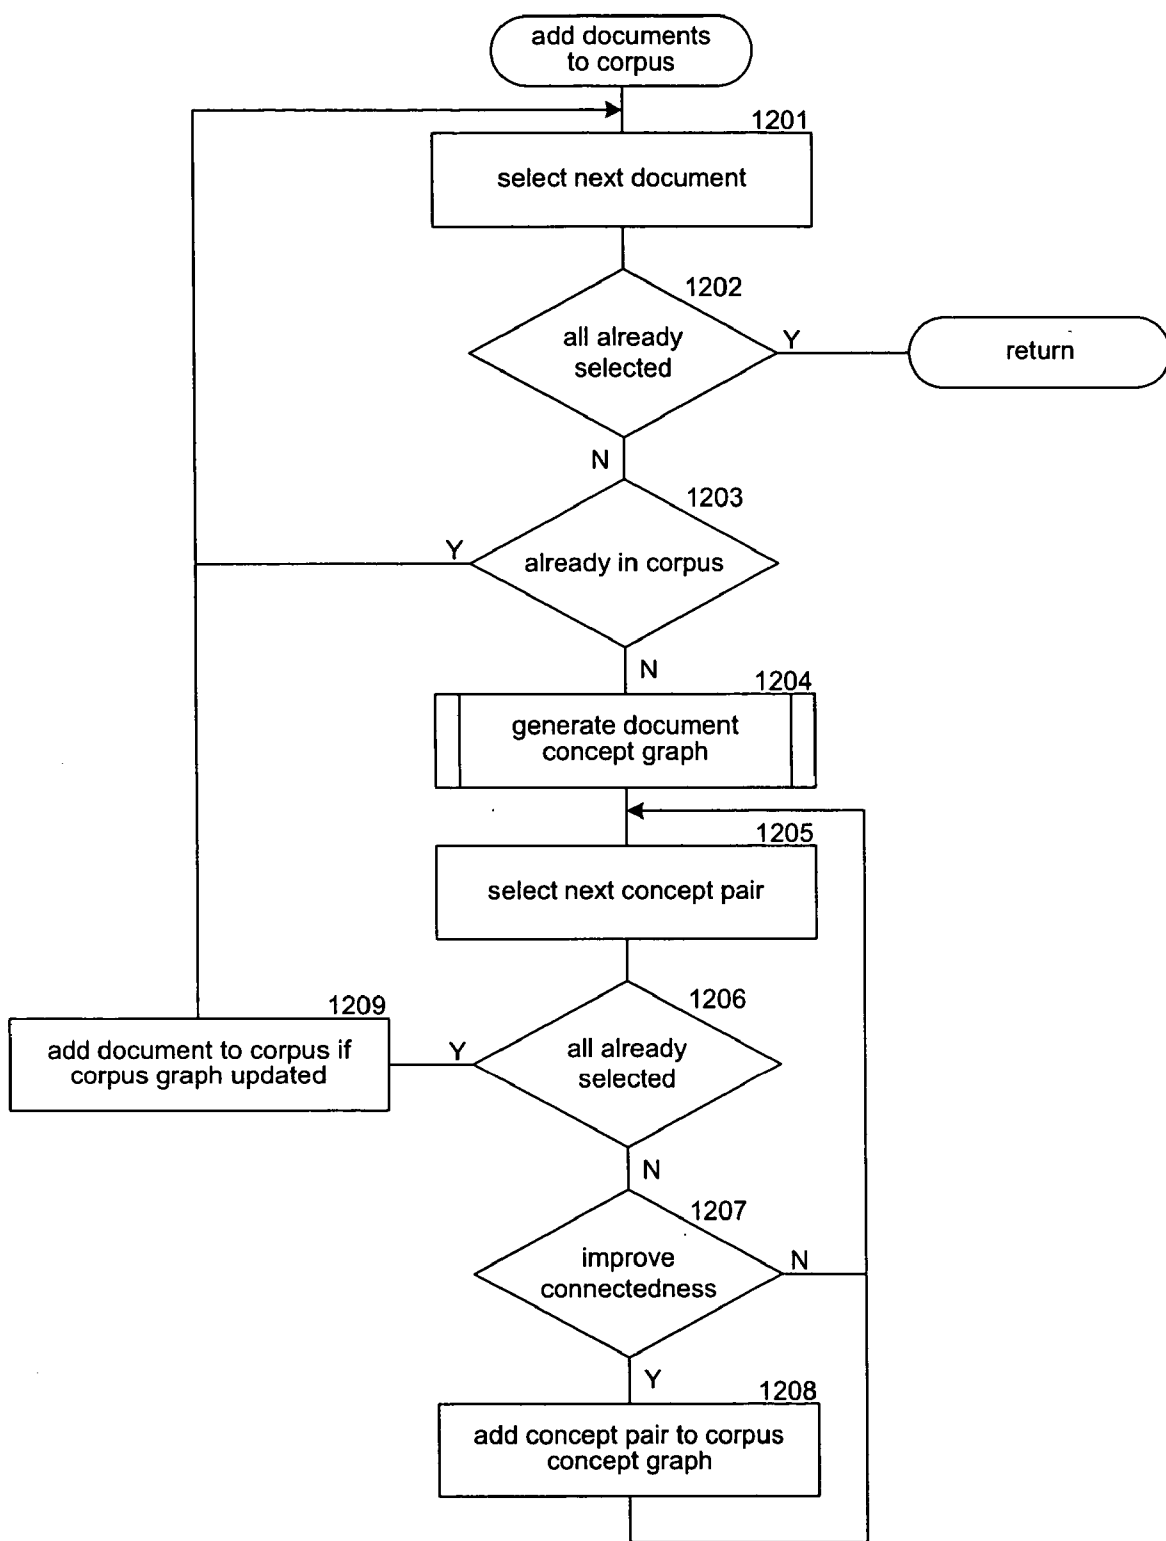 add documents
to corpus
1201
select next document
1202
all already
selected
Y
return
N
1203
Y
already in corpus
N
1204
generate document
concept graph
1205
select next concept pair
1206
1209
add document to corpus if
corpus graph updated
Y
all already
selected
N
1207
improve
connectedness
N
Y
1208
add concept pair to corpus
concept graph